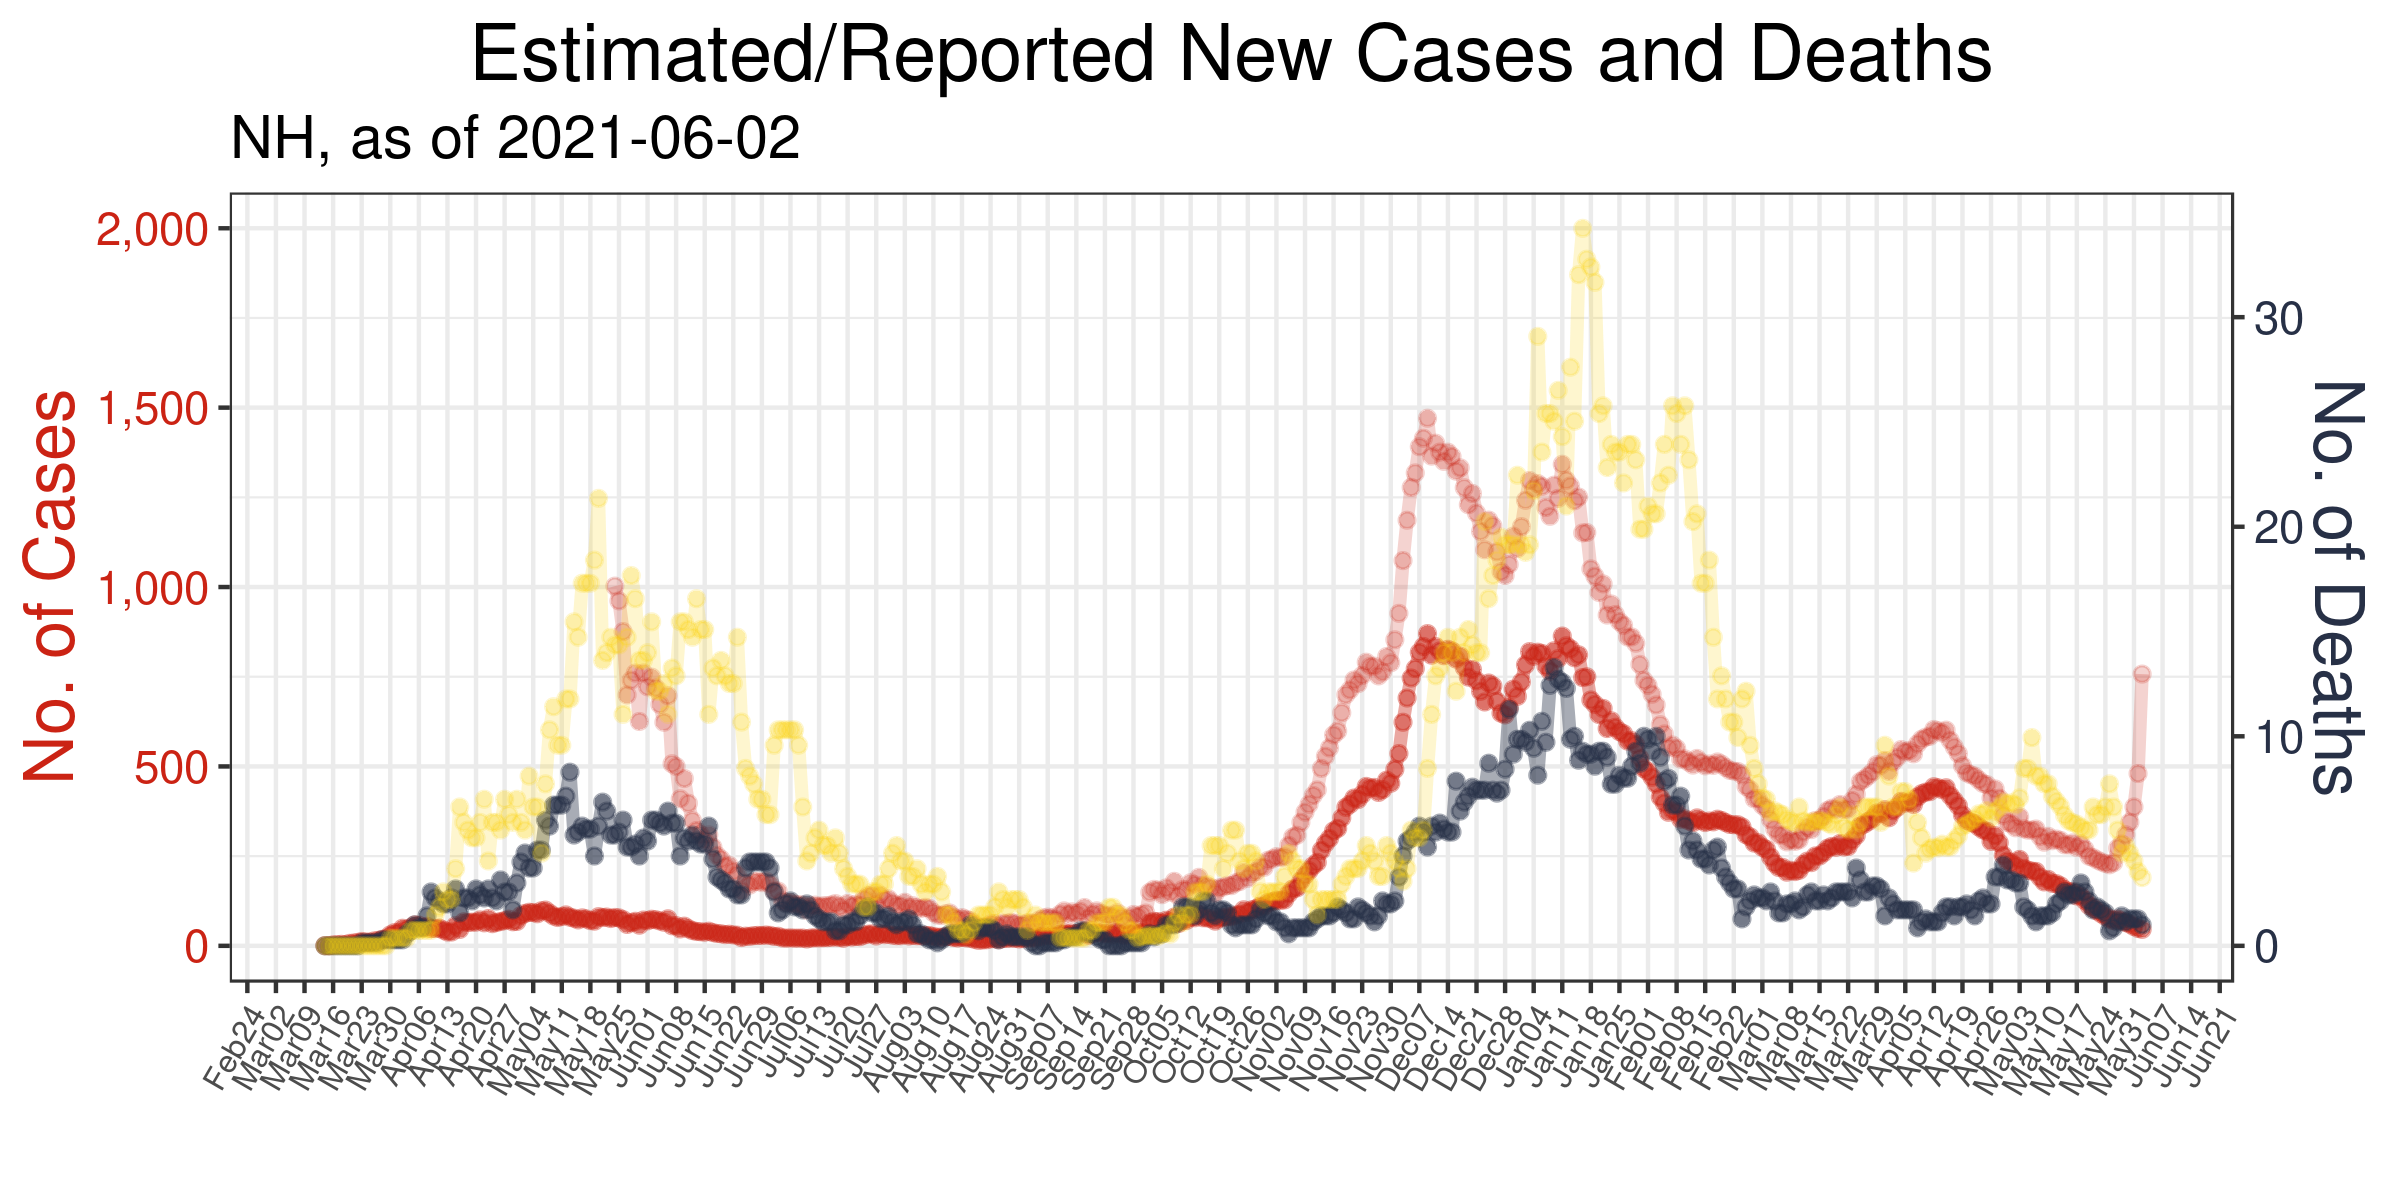 Estimated/Reported New Cases and Deaths
NH, as of 2021-06-02
No. of Cases
2,000
1,500
1,000
500
0
30
20
10
0
No. of Deaths
Feb24
Mar02
Mar09
Mar16
Mar23
Mar30
Apr06
Apr13
Apr20
Apr27
May04
May11
May18
May25
Jun01
Jun08
Jun15
Jun22
Jun29
Jul06
Jul13
Jul20
Jul27
Aug03
Aug10
Aug17
Aug24
Aug31
Sep07
Sep14
Sep21
Sep28
Oct05
Oct12
Oct19
Oct26
Nov02
Nov09
Nov16
Nov23
Nov30
Dec07
Dec14
Dec21
Dec28
Jan04
Jan11
Jan18
Jan25
Feb01
Feb08
Feb15
Feb22
Mar01
Mar08
Mar15
Mar22
Mar29
Apr05
Apr12
Apr19
Apr26
May03
May10
May17
May24
May31
Jun07
Jun14
Jun21